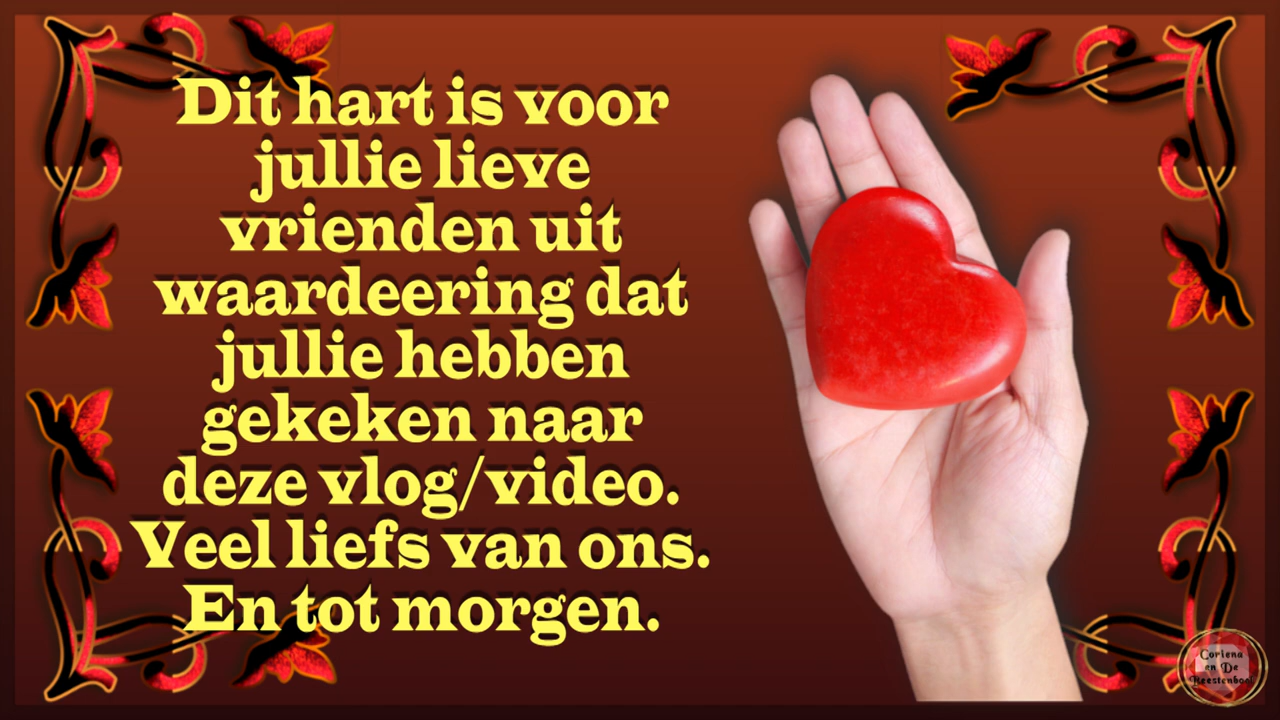 Dit hart is voor
jullie lieve
vrienden uit
waardeering dat
jullie hebben
gekeken naar
deze vlog/video.
Veel liefs van ons.
En tot morgen.
Coriena
en De
Beestenboel